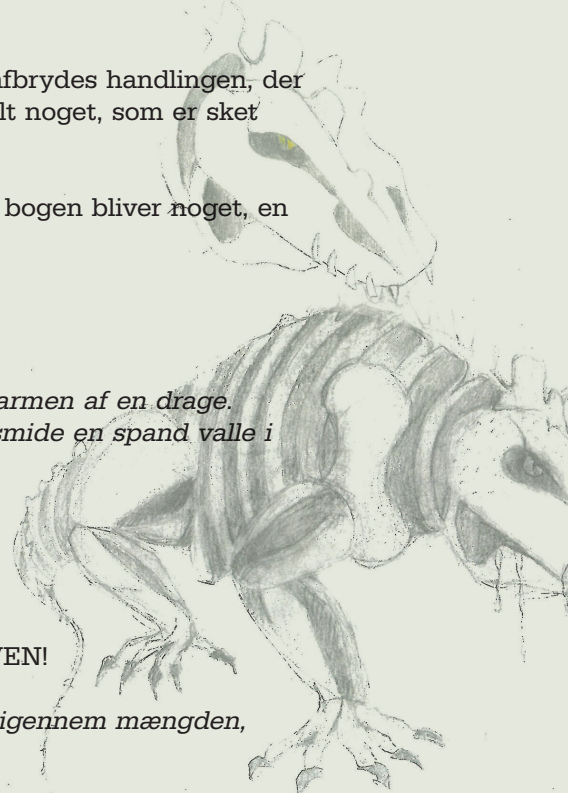 afbrydes handlingen, der
lt noget, som er sket
bogen bliver noget, en
armen af en drage.
smide en spand valle i
VEN!
igennem mængden,